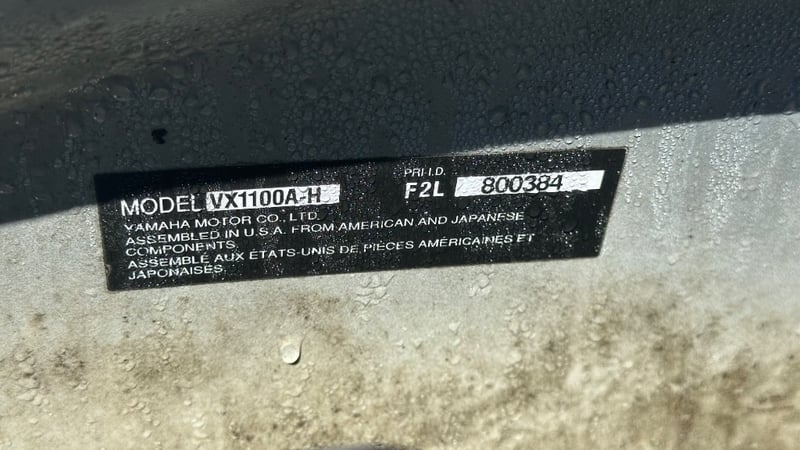 MODEL VX1100A-H
PRI I.D.
F2L 800384
YAMAHA MOTOR CO., LTD.
ASSEMBLED IN U.S.A. FROM AMERICAN AND JAPANESE
COMPONENTS.
ASSEMBLÉ AUX ÉTATS-UNIS DE PIÈCES AMÉRICAINES ET
JAPONAISES.